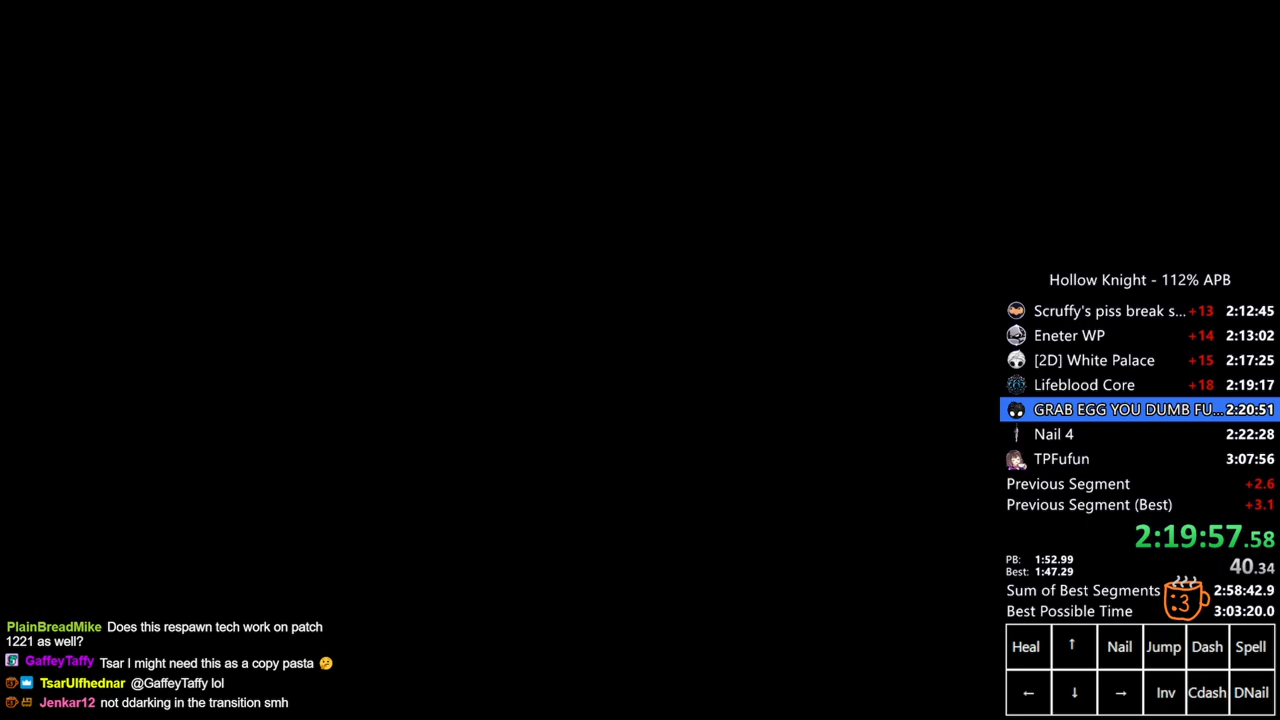 Hollow Knight - 112% APB
Scruffy's piss break s... +13 2:12:45
Eneter WP +14 2:13:02
[2D] White Palace +15 2:17:25
Lifeblood Core +18 2:19:17
GRAB EGG YOU DUMB FU... 2:20:51
Nail 4 2:22:28
TPFufun 3:07:56
Previous Segment +2.6
Previous Segment (Best) +3.1
2:19:57.58
PB: 1:52.99
Best: 1:47.29
40.34
Sum of Best Segments 2:58:42.9
Best Possible Time 3:03:20.0
Heal ↑ Nail Jump Dash Spell
← ↓ → Inv Cdash DNail
PlainBreadMike Does this respawn tech work on patch
1221 as well?
GaffeyTaffy Tsar I might need this as a copy pasta 🤔
TsarUlfhednar @GaffeyTaffy lol
Jenkar12 not ddarking in the transition smh